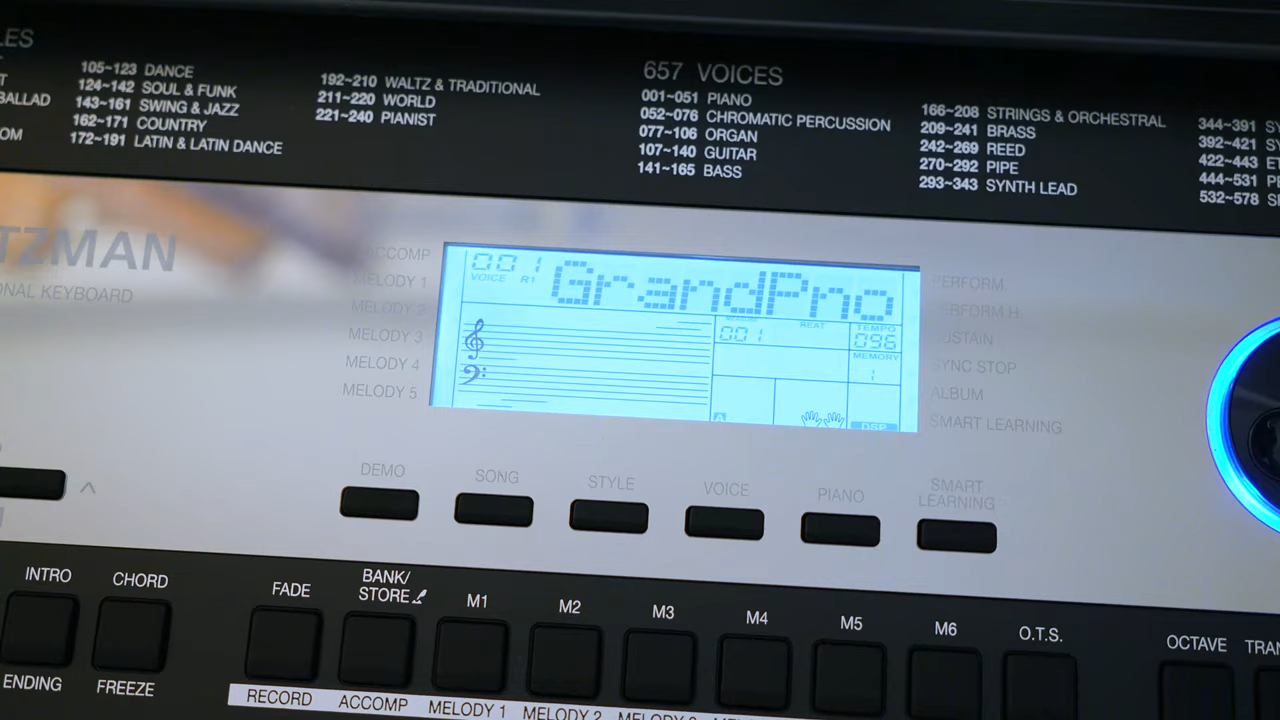 105~123 DANCE
124~142 SOUL & FUNK
143~161 SWING & JAZZ
162~171 COUNTRY
172~191 LATIN & LATIN DANCE
192~210 WALTZ & TRADITIONAL
211~220 WORLD
221~240 PIANIST
657 VOICES
001~051 PIANO
052~076 CHROMATIC PERCUSSION
077~106 ORGAN
107~140 GUITAR
141~165 BASS
166~208 STRINGS & ORCHESTRAL
209~241 BRASS
242~269 REED
270~292 PIPE
293~343 SYNTH LEAD
344~391
392~421
422~443
444~531
532~578
BALLAD
TZMAN
ONAL KEYBOARD
ACCOMP
MELODY 1
MELODY 2
MELODY 3
MELODY 4
MELODY 5
001 GrandPno
VOICE R1
001 BEAT TEMPO
096
MEMORY
1
A DSP
PERFORM.
PERFORM.H.
SUSTAIN
SYNC STOP
ALBUM
SMART LEARNING
DEMO
SONG
STYLE
VOICE
PIANO
SMART
LEARNING
INTRO
CHORD
FADE
BANK/
STORE
M1
M2
M3
M4
M5
M6
O.T.S.
OCTAVE
ENDING
FREEZE
RECORD
ACCOMP
MELODY 1
MELODY 2